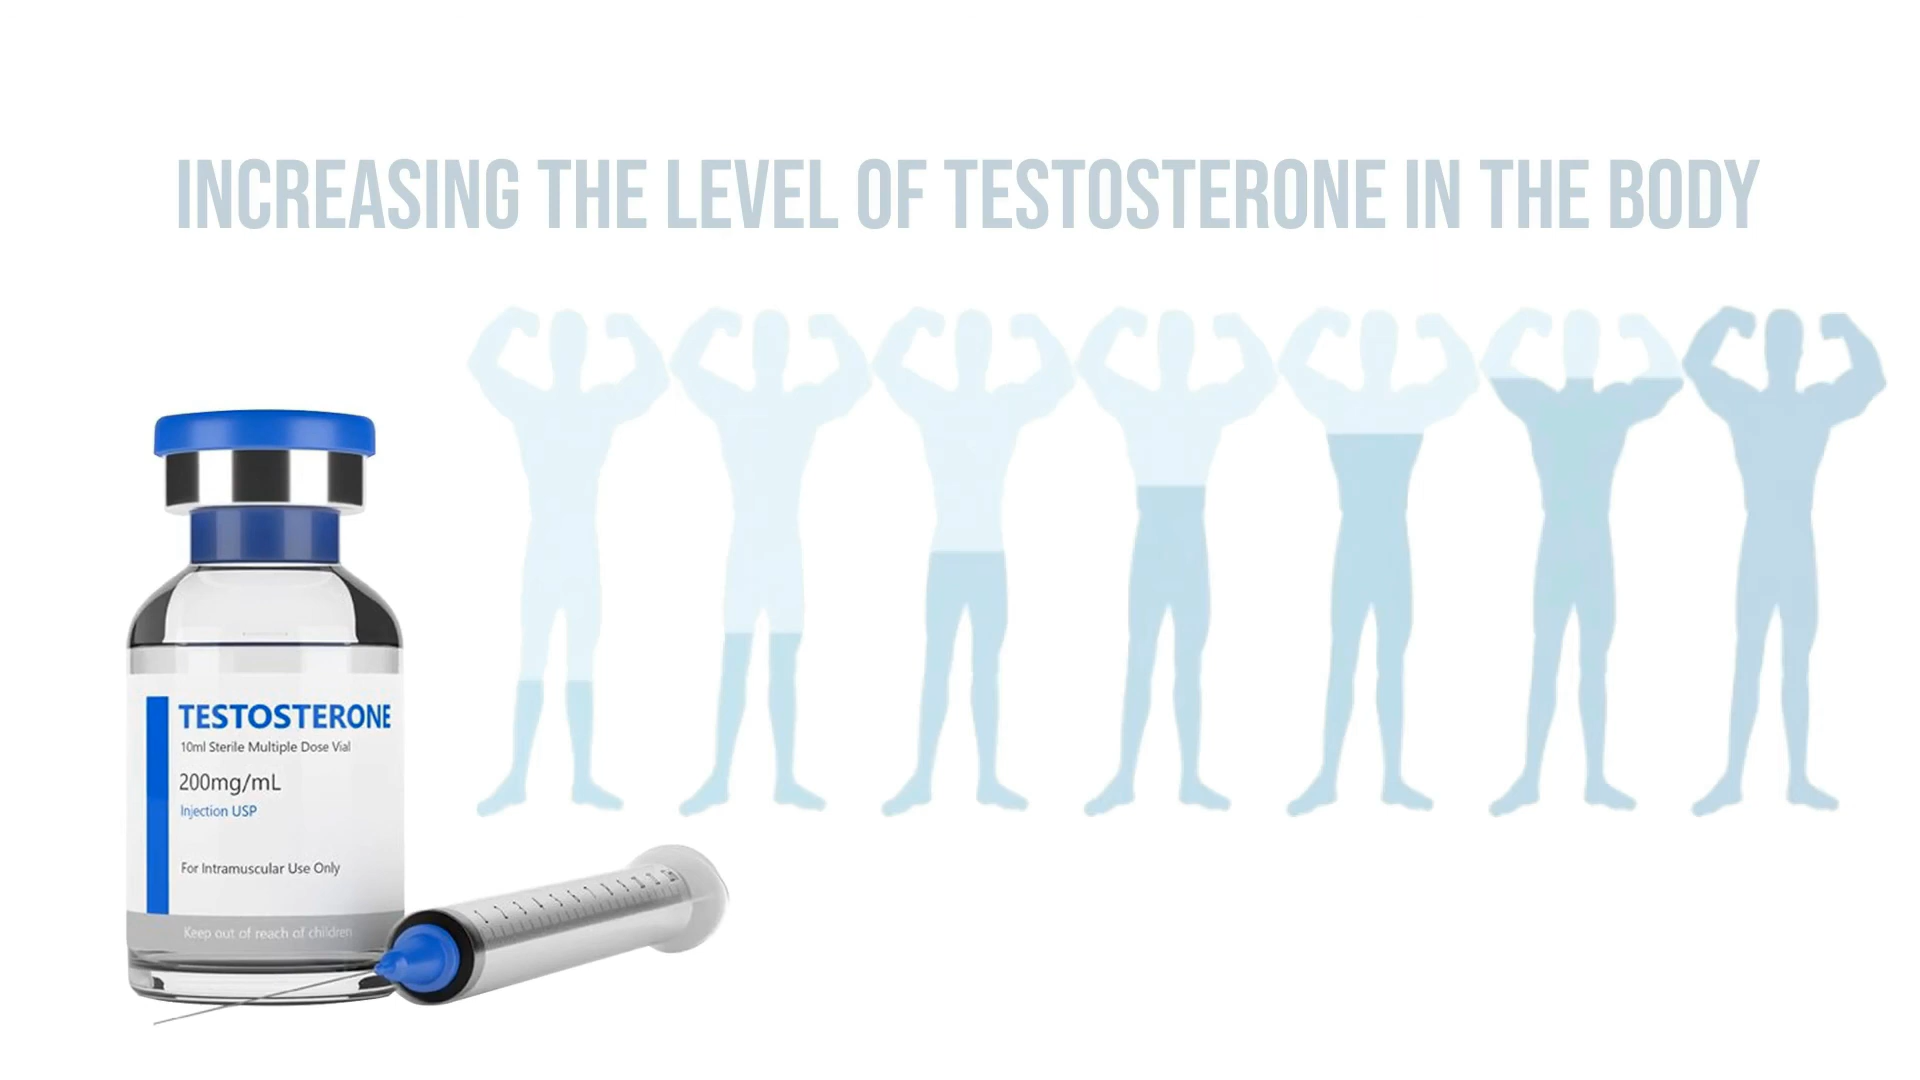 INCREASING THE LEVEL OF TESTOSTERONE IN THE BODY
TESTOSTERONE
10ml Sterile Multiple Dose Vial
200mg/mL
Injection USP
For Intramuscular Use Only
Keep out of reach of children